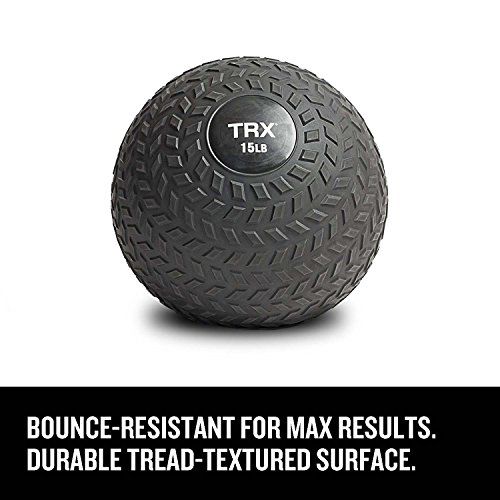 TRX®
15LB
BOUNCE-RESISTANT FOR MAX RESULTS.
DURABLE TREAD-TEXTURED SURFACE.